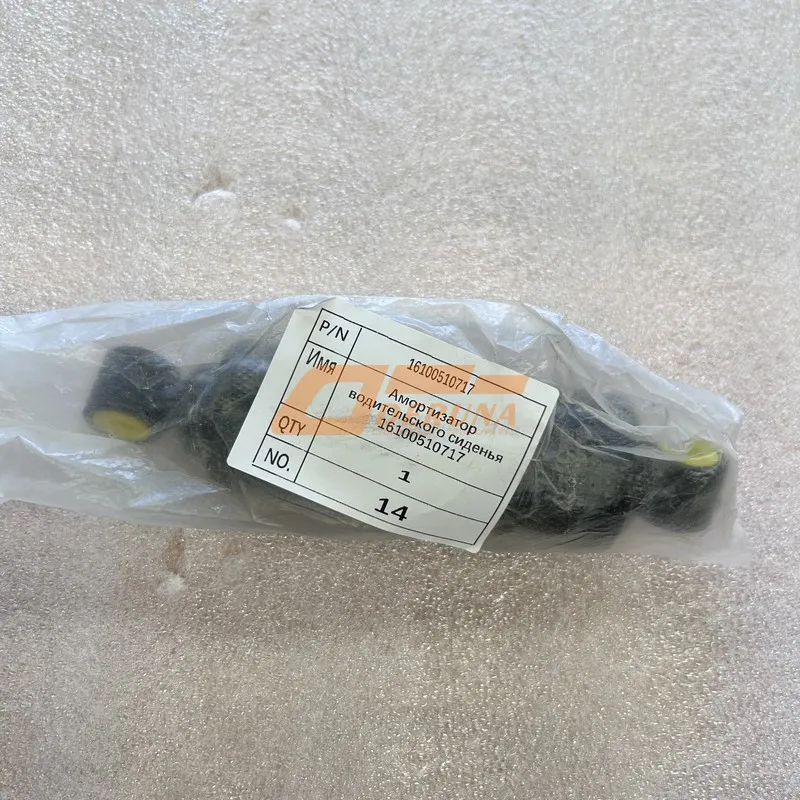 P/N 16100510717
Имя Амортизатор
водительского сиденья
16100510717
QTY 1
NO. 14